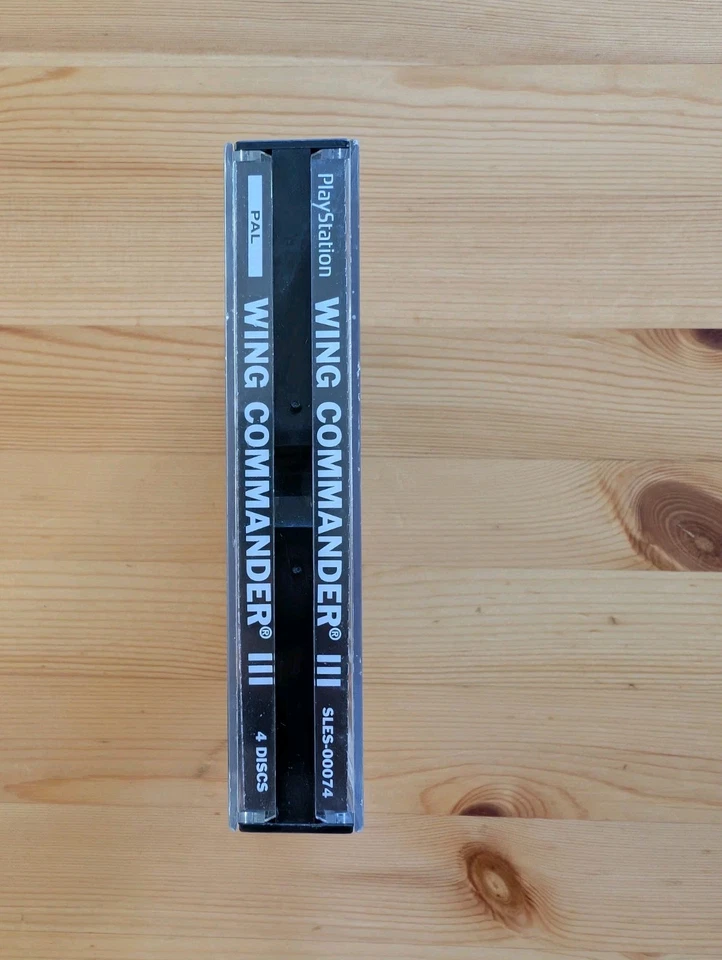 PlayStation WING COMMANDER® III SLES-00074
PAL WING COMMANDER® III 4 DISCS